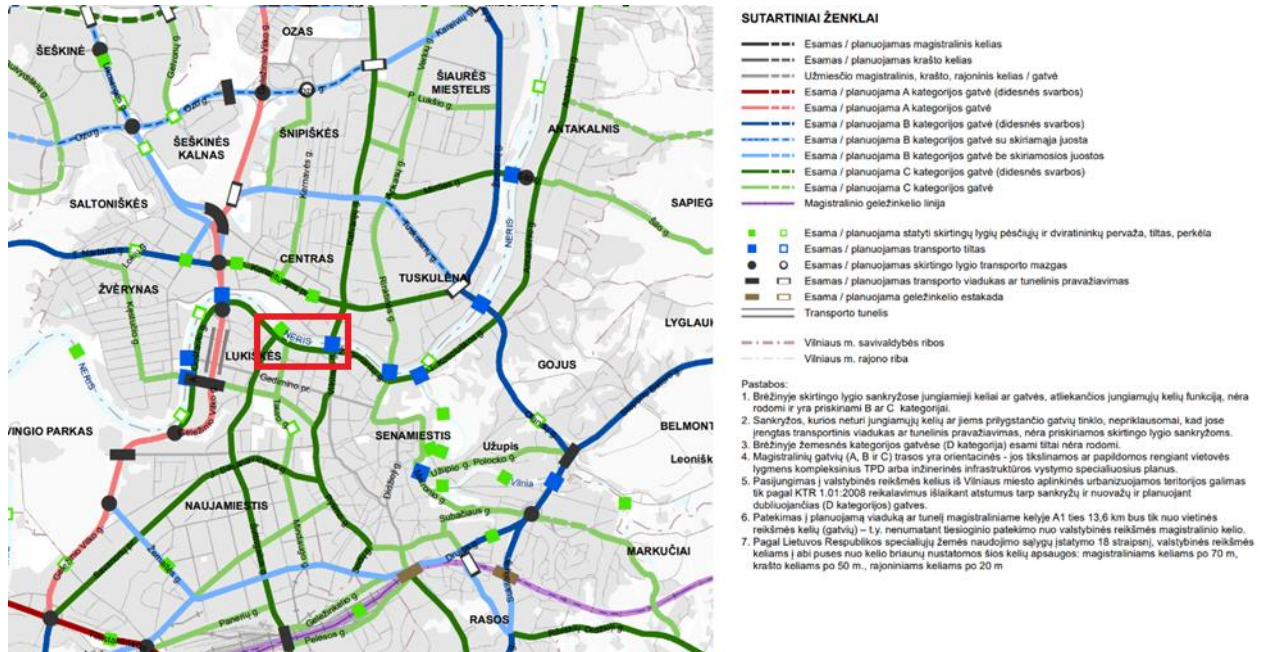 OZAS
ŠEŠKINĖ
ŠIAURĖS
MIESTELIS
P. Lukšio g.
ANTAKALNIS
Ozo g.
Ozo g.
ŠEŠKINĖS
KALNAS
ŠNIPIŠKĖS
Kernavės g.
SALTONIŠKĖS
SAPIEG
NERIS
CENTRAS
TUSKULĖNAI
ŽVĖRYNAS
Kęstučio g.
Rinktinės g.
LYGLAUK
NERIS
LUKIŠKĖS
NERIS
Gedimino pr.
GOJUS
VINGIO PARKAS
SENAMIESTIS
Užupis
BELMONT
Leonišk
Užupio g.
Polocko g.
Vilnia
NAUJAMIESTIS
Subačiaus g.
MARKUČIAI
Panerių g.
Geležinkelio g.
Pelesos g.
RASOS
SUTARTINIAI ŽENKLAI
Esamas / planuojamas magistralinis kelias
Esamas / planuojamas krašto kelias
Užmiesčio magistralinis, krašto, rajoninis kelias / gatvė
Esama / planuojama A kategorijos gatvė (didesnės svarbos)
Esama / planuojama A kategorijos gatvė
Esama / planuojama B kategorijos gatvė (didesnės svarbos)
Esama / planuojama B kategorijos gatvė su skiriamąja juosta
Esama / planuojama B kategorijos gatvė be skiriamosios juostos
Esama / planuojama C kategorijos gatvė (didesnės svarbos)
Esama / planuojama C kategorijos gatvė
Magistralinio geležinkelio linija
Esama / planuojama statyti skirtingų lygių pėsčiųjų ir dviratininkų pervaža, tiltas, perkėla
Esamas / planuojamas transporto tiltas
Esamas / planuojamas skirtingo lygio transporto mazgas
Esamas / planuojamas transporto viadukas ar tunelinis pravažiavimas
Esama / planuojama geležinkelio estakada
Transporto tunelis
Vilniaus m. savivaldybės ribos
Vilniaus m. rajono riba
Pastabos:
1. Brėžinyje skirtingo lygio sankryžose jungiamieji keliai ar gatvės, atliekančios jungiamųjų kelių funkciją, nėra
rodomi ir yra priskiriami B ar C kategorijai.
2. Sankryžos, kurios neturi jungiamųjų kelių ar jiems prilygstančio gatvių tinklo, nepriklausomai, kad jose
įrengtas transportinis viadukas ar tunelinis pravažiavimas, nėra priskiriamos skirtingo lygio sankryžoms.
3. Brėžinyje žemesnės kategorijos gatvėse (D kategorija) esami tiltai nėra rodomi.
4. Magistralinių gatvių (A, B ir C) trasos yra orientacinės - jos tikslinamos ar papildomos rengiant vietovės
lygmens kompleksinius TPD arba inžinerinės infrastruktūros vystymo specialiuosius planus.
5. Pasijungimas į valstybinės reikšmės kelius iš Vilniaus miesto aplinkinės urbanizuojamos teritorijos galimas
tik pagal KTR 1.01:2008 reikalavimus išlaikant atstumus tarp sankryžų ir nuovažų ir planuojant
dubliuojančias (D kategorijos) gatves.
6. Patekimas į planuojamą viaduką ar tunelį magistraliniame kelyje A1 ties 13,6 km bus tik nuo vietinės
reikšmės kelių (gatvių) – t.y. nenumatant tiesioginio patekimo nuo valstybinės reikšmės magistralinio kelio.
7. Pagal Lietuvos Respublikos specialiųjų žemės naudojimo sąlygų įstatymo 18 straipsnį, valstybinės reikšmės
keliams į abi puses nuo kelio briaunų nustatomos šios kelių apsaugos: magistraliniams keliams po 70 m,
krašto keliams po 50 m., rajoniniams keliams po 20 m